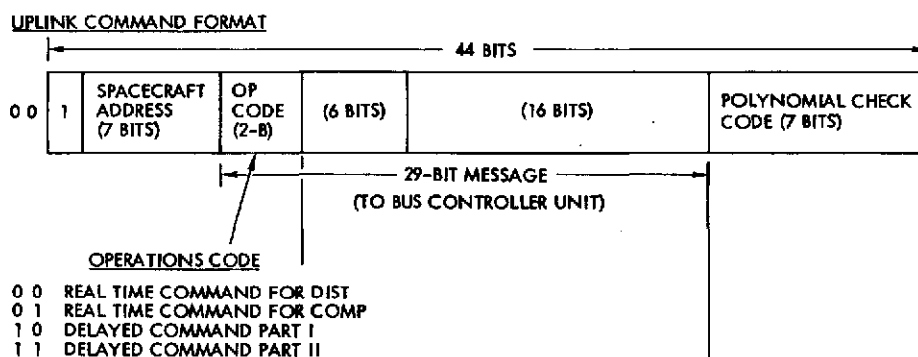 UPLINK COMMAND FORMAT
44 BITS
0 0
1
SPACECRAFT
ADDRESS
(7 BITS)
OP
CODE
(2-B)
(6 BITS)
(16 BITS)
POLYNOMIAL CHECK
CODE (7 BITS)
29-BIT MESSAGE
(TO BUS CONTROLLER UNIT)
OPERATIONS CODE
0 0 REAL TIME COMMAND FOR DIST
0 1 REAL TIME COMMAND FOR COMP
1 0 DELAYED COMMAND PART I
1 1 DELAYED COMMAND PART II